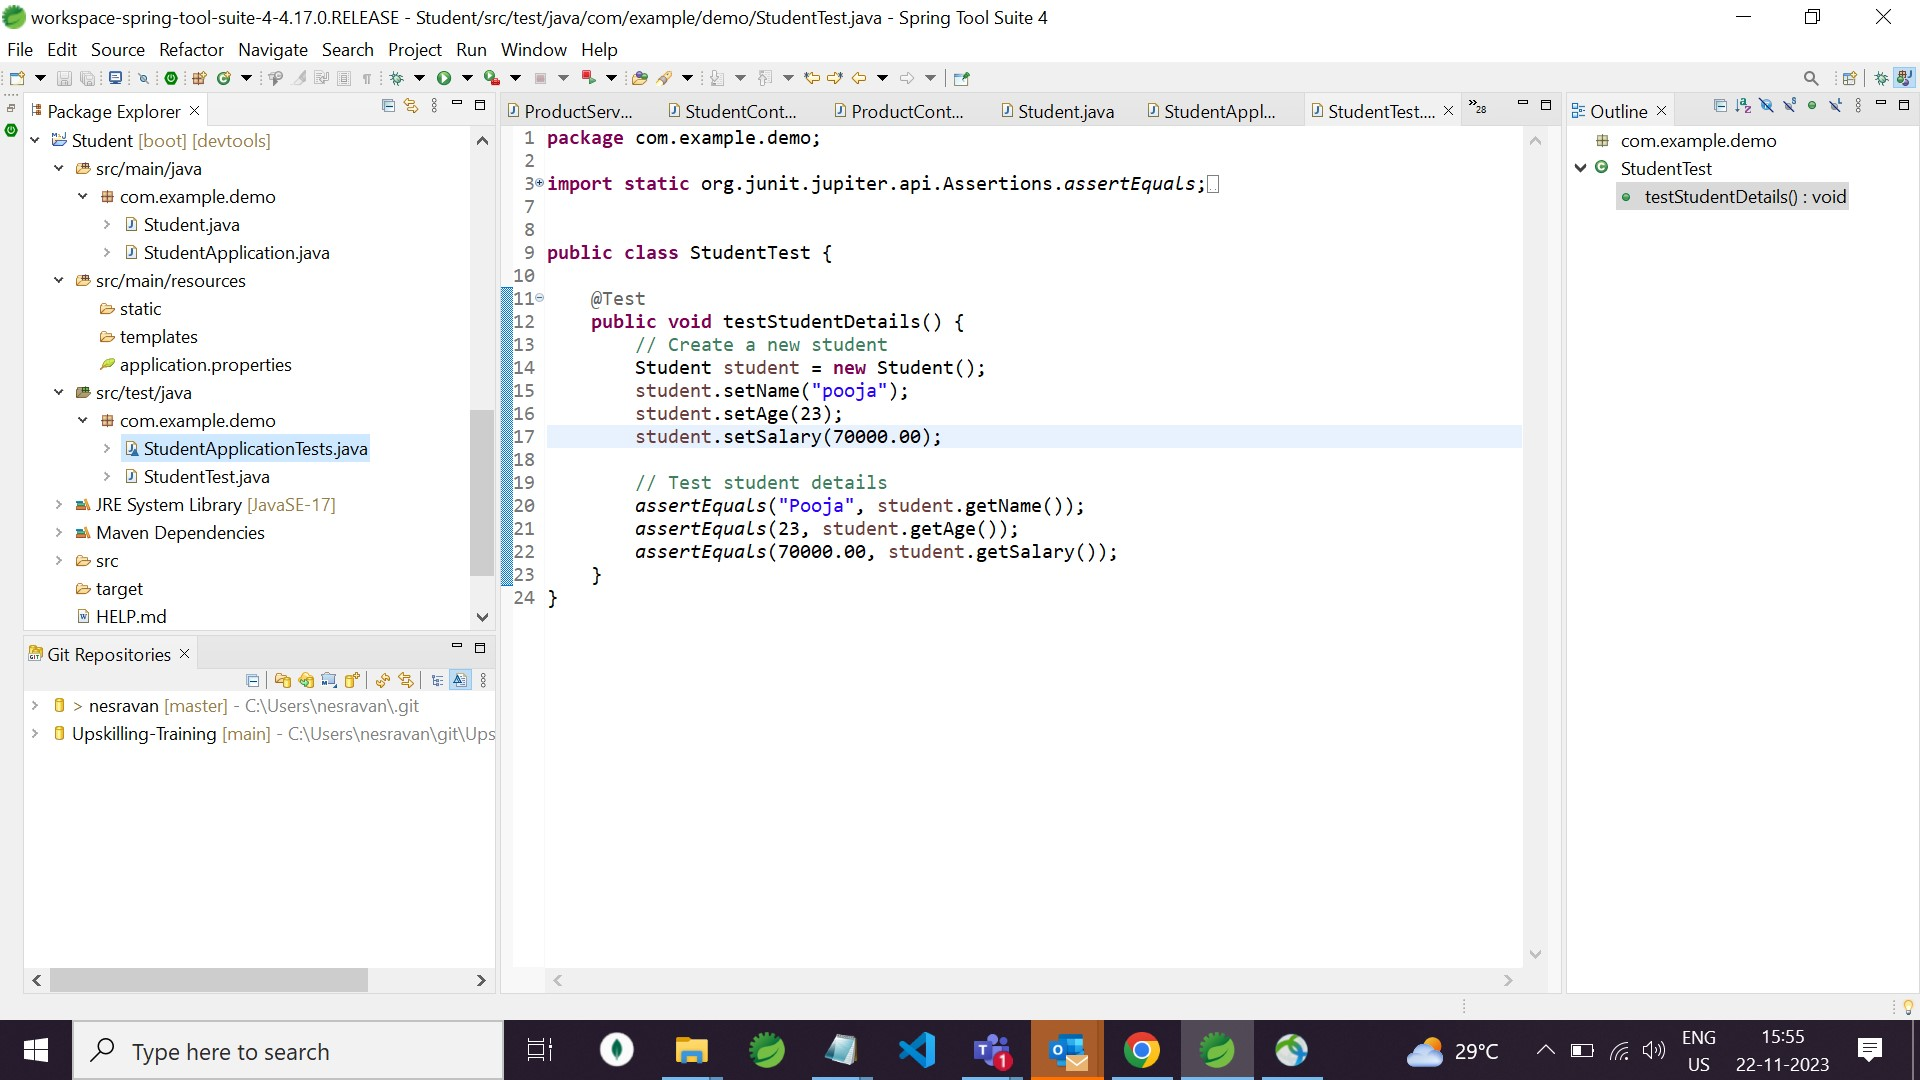 workspace-spring-tool-suite-4-4.17.0.RELEASE - Student/src/test/java/com/example/demo/StudentTest.java - Spring Tool Suite 4
File Edit Source Refactor Navigate Search Project Run Window Help
Package Explorer
Student [boot] [devtools]
src/main/java
com.example.demo
Student.java
StudentApplication.java
src/main/resources
static
templates
application.properties
src/test/java
com.example.demo
StudentApplicationTests.java
StudentTest.java
JRE System Library [JavaSE-17]
Maven Dependencies
src
target
HELP.md
Git Repositories
> nesravan [master] - C:\Users\nesravan\.git
Upskilling-Training [main] - C:\Users\nesravan\git\Ups
ProductServ... StudentCont... ProductCont... Student.java StudentAppl... StudentTest.... »28
1 package com.example.demo;
2
3 import static org.junit.jupiter.api.Assertions.assertEquals;
7
8
9 public class StudentTest {
10
11 @Test
12 public void testStudentDetails() {
13 // Create a new student
14 Student student = new Student();
15 student.setName("pooja");
16 student.setAge(23);
17 student.setSalary(70000.00);
18
19 // Test student details
20 assertEquals("Pooja", student.getName());
21 assertEquals(23, student.getAge());
22 assertEquals(70000.00, student.getSalary());
23 }
24 }
Outline
com.example.demo
StudentTest
testStudentDetails() : void
Type here to search
1
29°C
ENG
US
15:55
22-11-2023